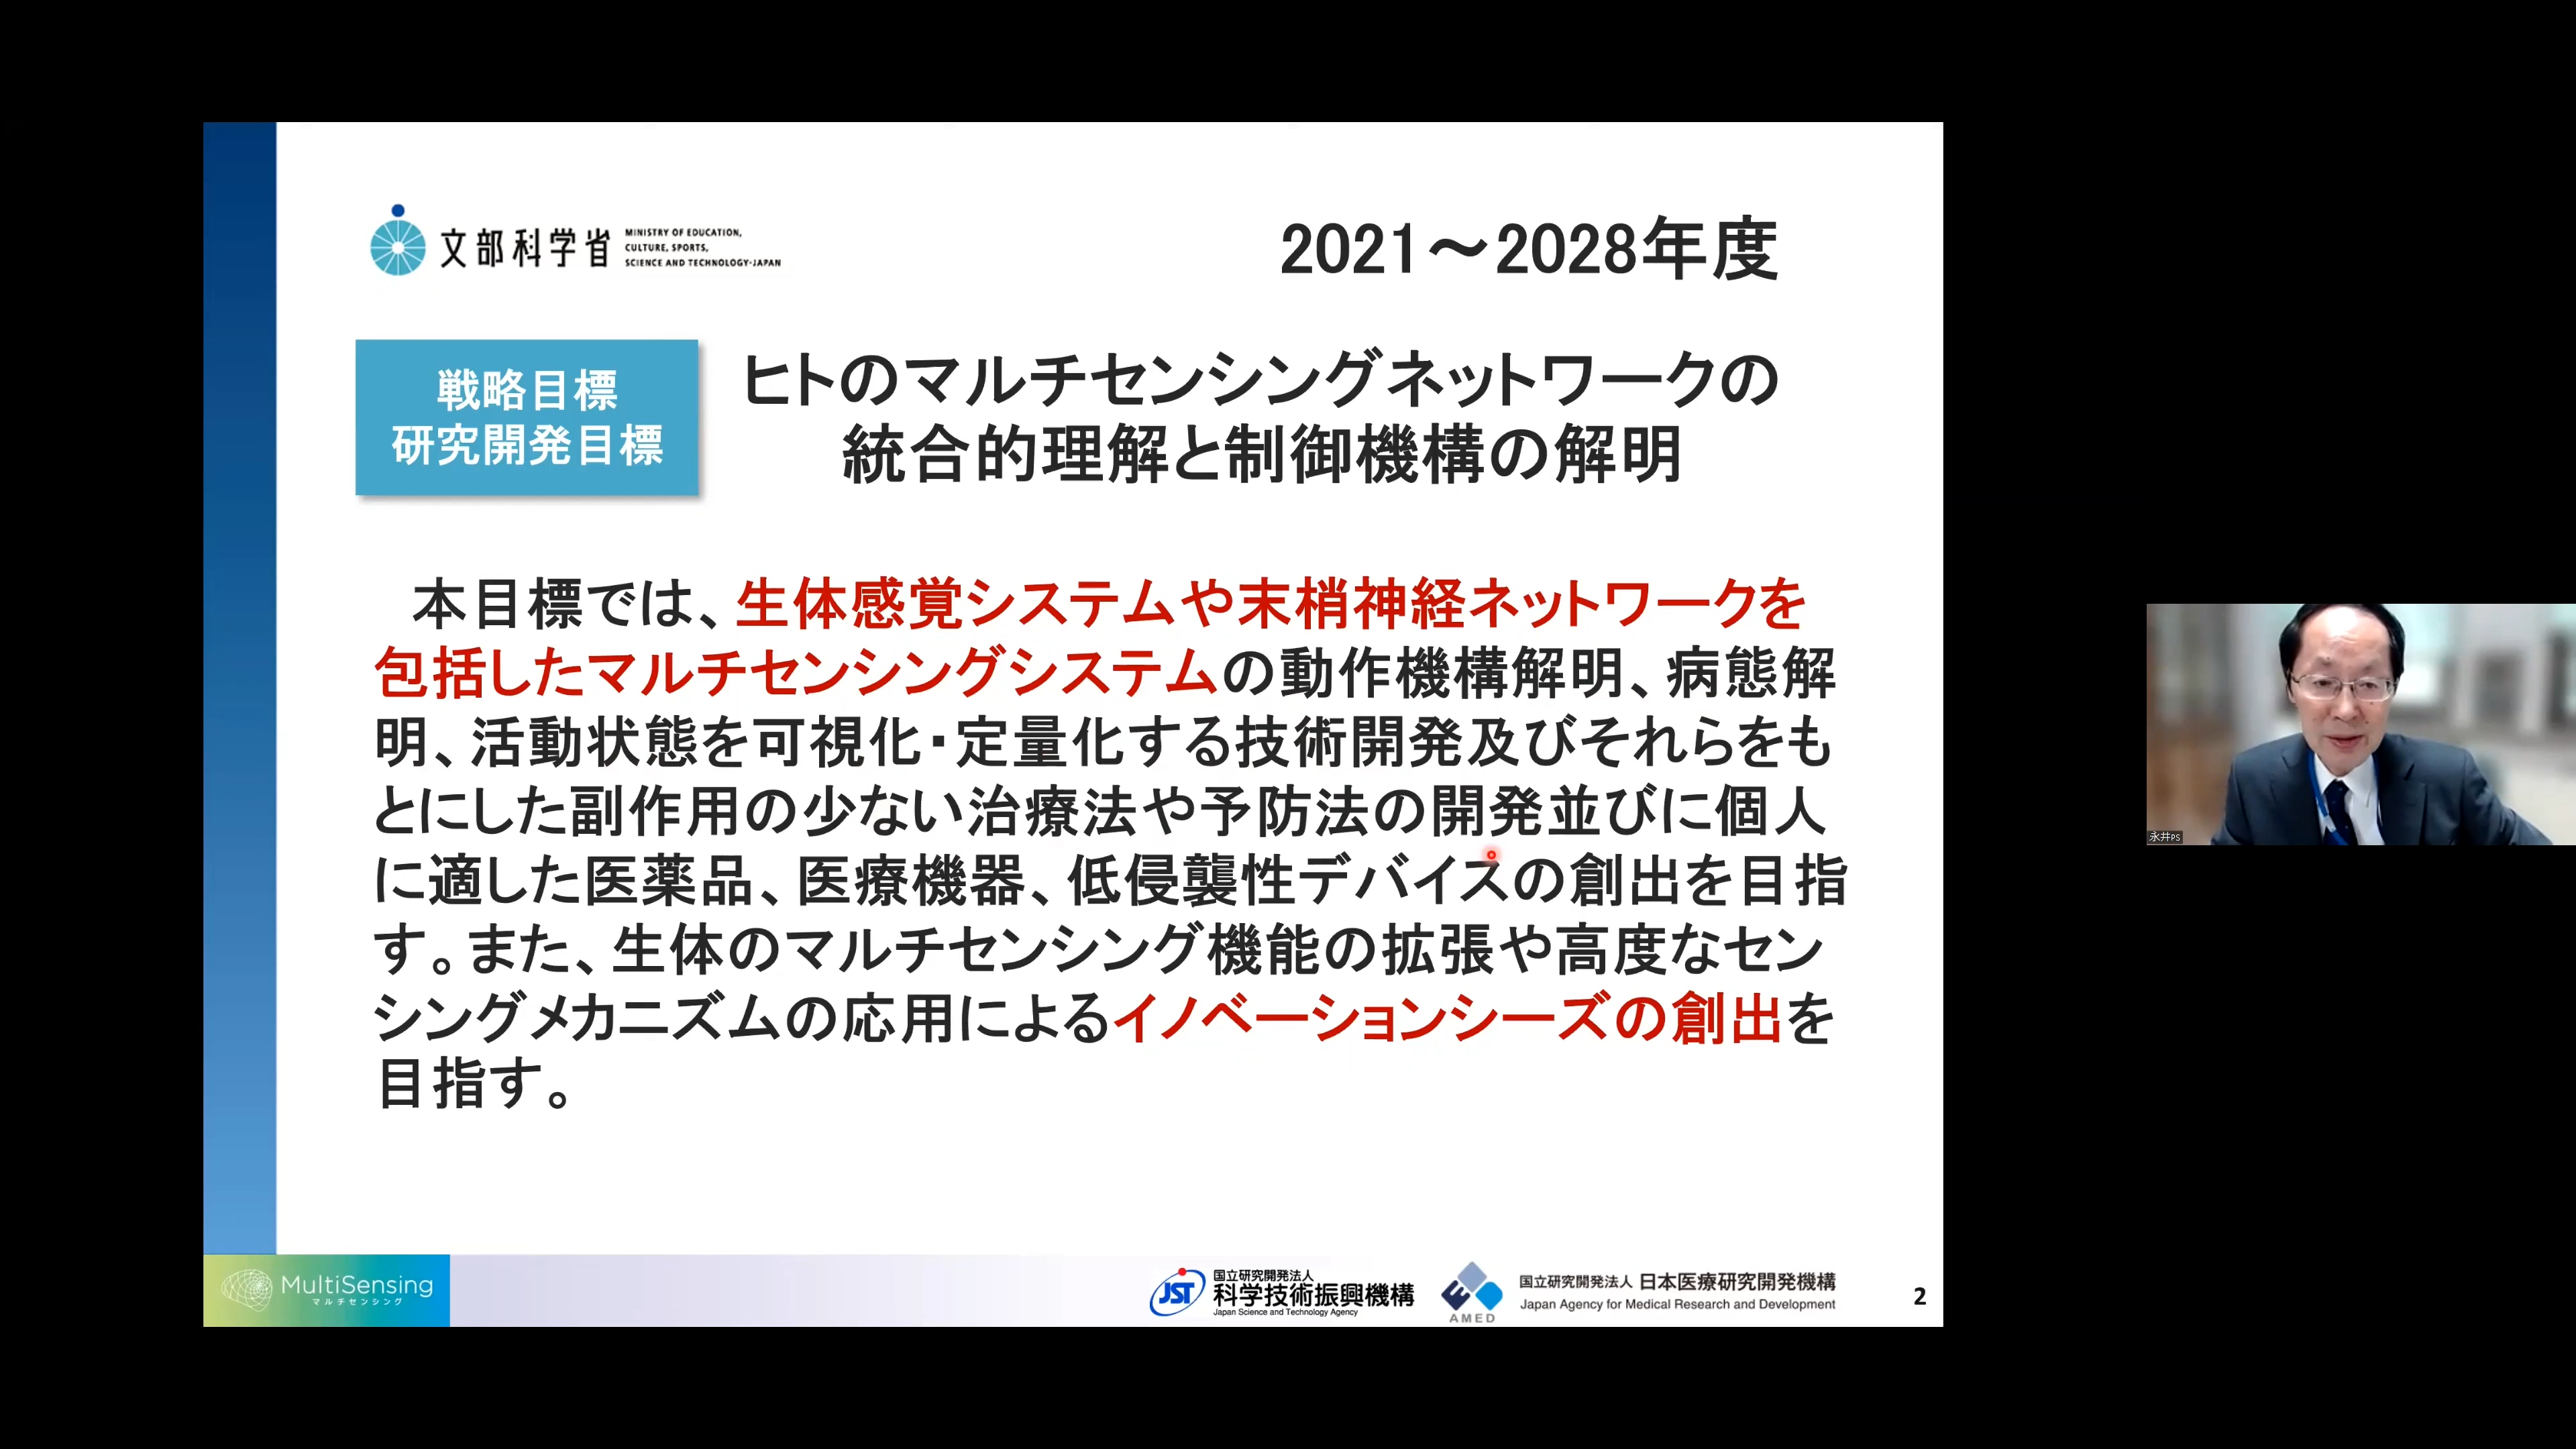 文部科学省
MINISTRY OF EDUCATION,
CULTURE, SPORTS,
SCIENCE AND TECHNOLOGY-JAPAN
2021～2028年度
戦略目標
研究開発目標
ヒトのマルチセンシングネットワークの
統合的理解と制御機構の解明
本目標では、生体感覚システムや末梢神経ネットワークを
包括したマルチセンシングシステムの動作機構解明、病態解
明、活動状態を可視化・定量化する技術開発及びそれらをも
とにした副作用の少ない治療法や予防法の開発並びに個人
に適した医薬品、医療機器、低侵襲性デバイスの創出を目指
す。また、生体のマルチセンシング機能の拡張や高度なセン
シングメカニズムの応用によるイノベーションシーズの創出を
目指す。
永井PS
MultiSensing
マルチセンシング
JST
国立研究開発法人
科学技術振興機構
Japan Science and Technology Agency
AMED
国立研究開発法人 日本医療研究開発機構
Japan Agency for Medical Research and Development
2